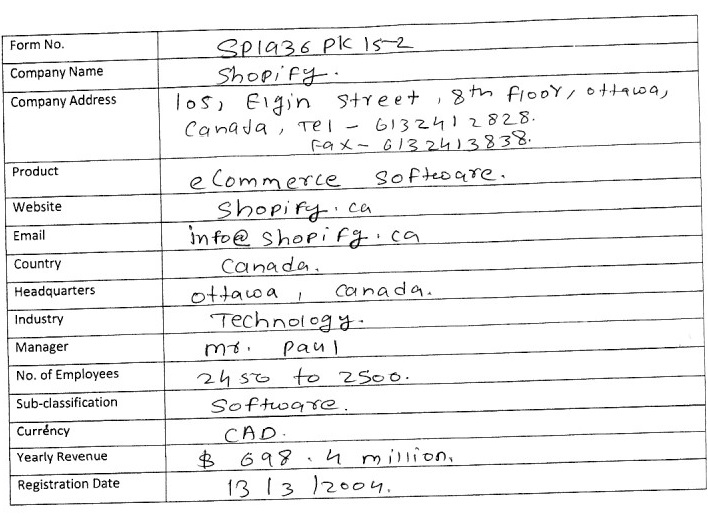 Form No. SP1936 PK 15-2
Company Name Shopify.
Company Address 105, Elgin Street, 8th Floor, Ottawa,
Canada, Tel - 6132412828.
Fax - 6132413838.
Product eCommerce Software.
Website Shopify.ca
Email info@shopify.ca
Country Canada.
Headquarters Ottawa, Canada.
Industry Technology.
Manager Mr. Paul
No. of Employees 2450 to 2500.
Sub-classification Software.
Currency CAD.
Yearly Revenue $ 698.4 million.
Registration Date 13/3/2004.